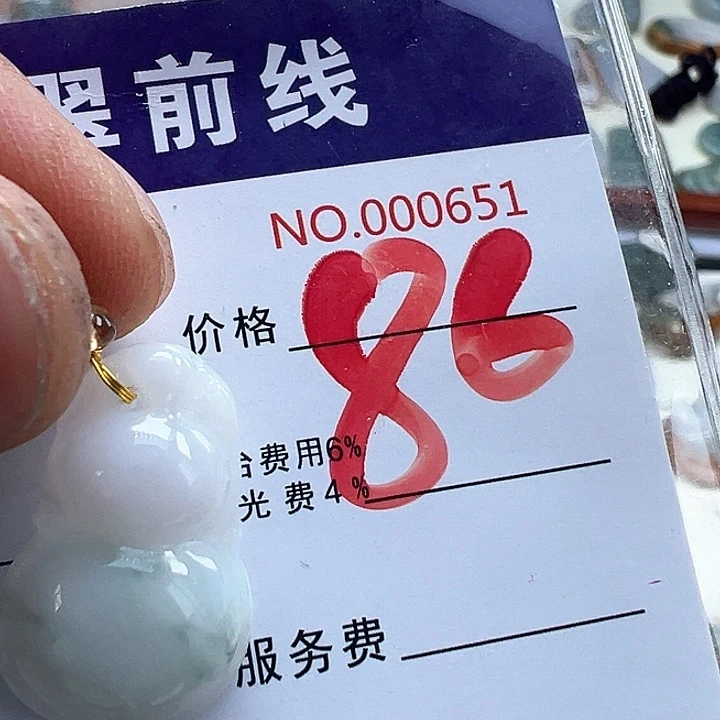 翠前线
NO.000651
价格 86
费用6%
光费4%
服务费